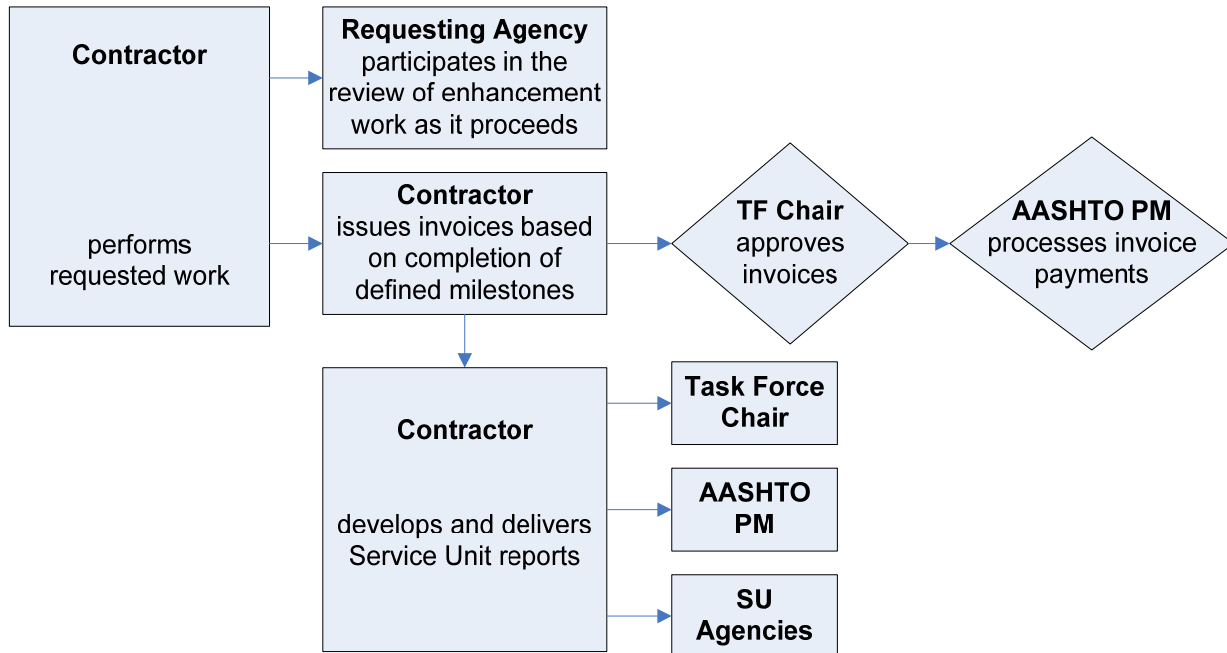 Contractor
performs
requested work
Requesting Agency
participates in the
review of enhancement
work as it proceeds
Contractor
issues invoices based
on completion of
defined milestones
TF Chair
approves
invoices
AASHTO PM
processes invoice
payments
Contractor
develops and delivers
Service Unit reports
Task Force
Chair
AASHTO
PM
SU
Agencies